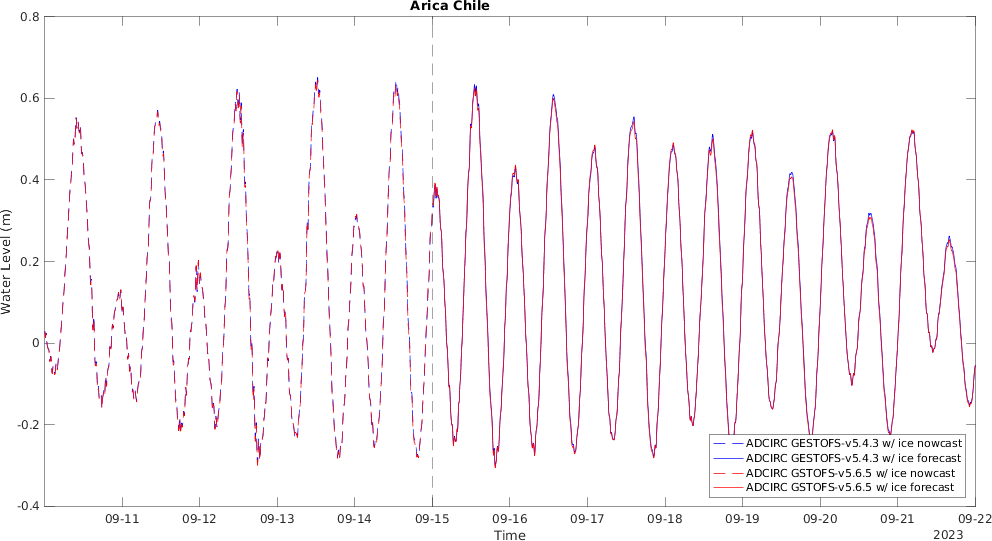 Arica Chile
0.8
0.6
0.4
0.2
0
-0.2
-0.4
Water Level (m)
09-11 09-12 09-13 09-14 09-15 09-16 09-17 09-18 09-19 09-20 09-21 09-22
2023
Time
ADCIRC GESTOFS-v5.4.3 w/ ice nowcast
ADCIRC GESTOFS-v5.4.3 w/ ice forecast
ADCIRC GSTOFS-v5.6.5 w/ ice nowcast
ADCIRC GSTOFS-v5.6.5 w/ ice forecast